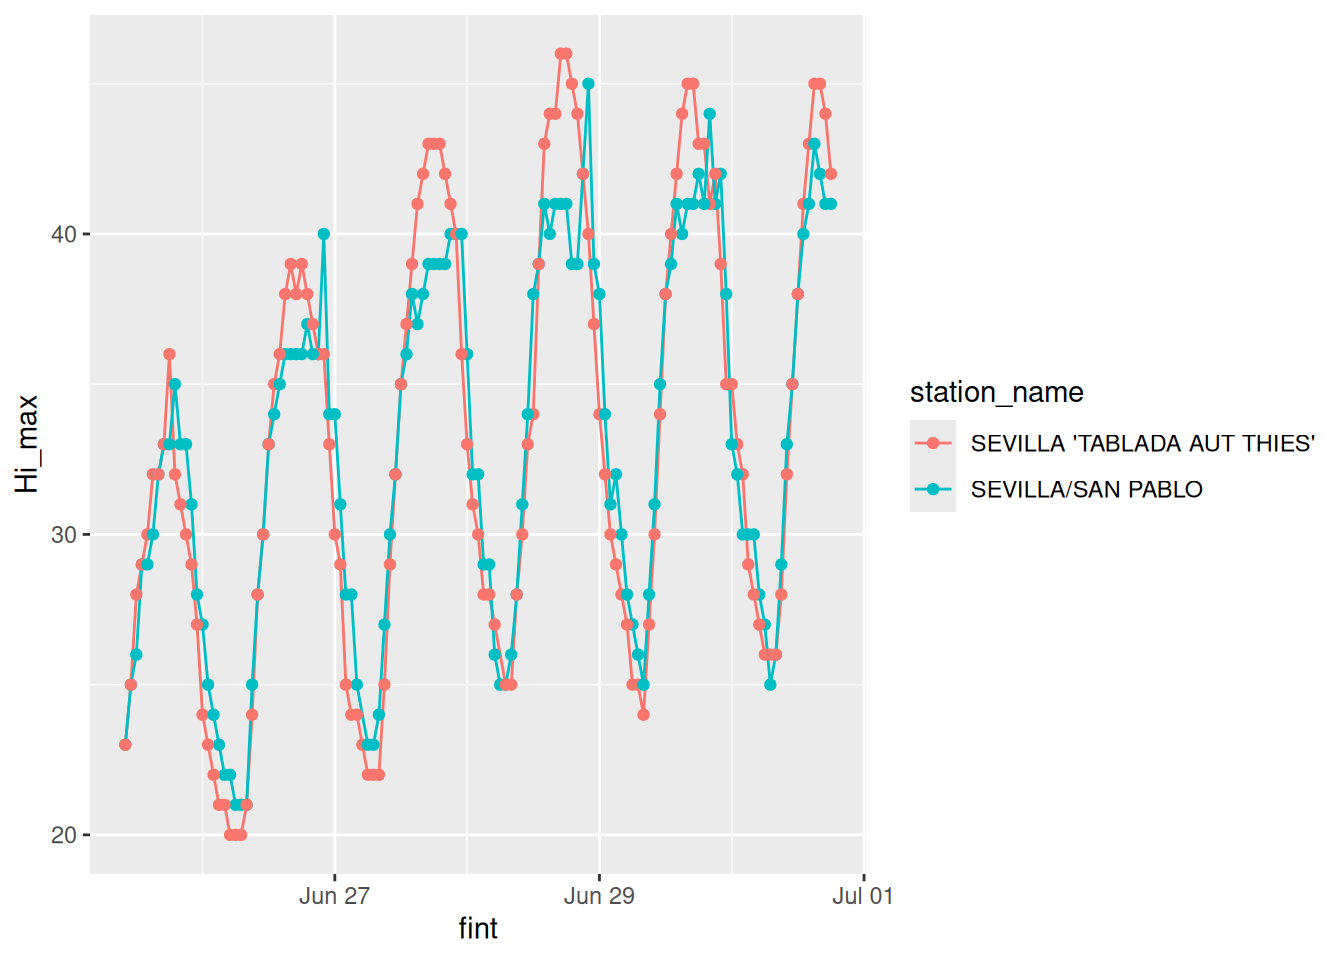 Hi_max
40
30
20
Jun 27
Jun 29
Jul 01
fint
station_name
SEVILLA 'TABLADA AUT THIES'
SEVILLA/SAN PABLO